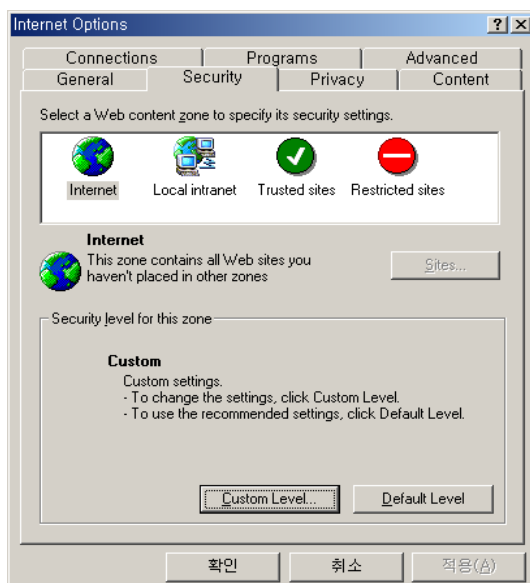 Internet Options
Connections Programs Advanced
General Security Privacy Content
Select a Web content zone to specify its security settings.
Internet Local intranet Trusted sites Restricted sites
Internet
This zone contains all Web sites you
haven't placed in other zones
Sites...
Security level for this zone
Custom
Custom settings.
- To change the settings, click Custom Level.
- To use the recommended settings, click Default Level.
Custom Level... Default Level
확인 취소 적용(A)